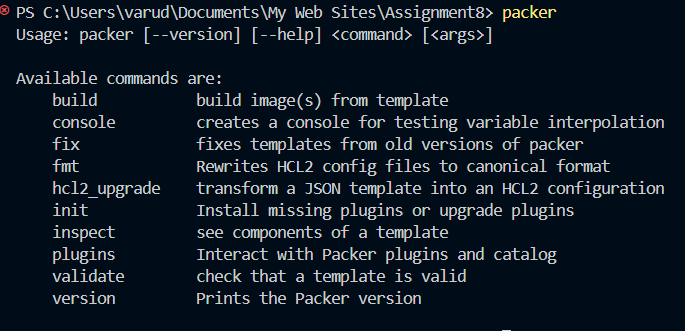 PS C:\Users\varud\Documents\My Web Sites\Assignment8> packer
Usage: packer [--version] [--help] <command> [<args>]
Available commands are:
build           build image(s) from template
console         creates a console for testing variable interpolation
fix             fixes templates from old versions of packer
fmt             Rewrites HCL2 config files to canonical format
hcl2_upgrade    transform a JSON template into an HCL2 configuration
init            Install missing plugins or upgrade plugins
inspect         see components of a template
plugins         Interact with Packer plugins and catalog
validate        check that a template is valid
version         Prints the Packer version